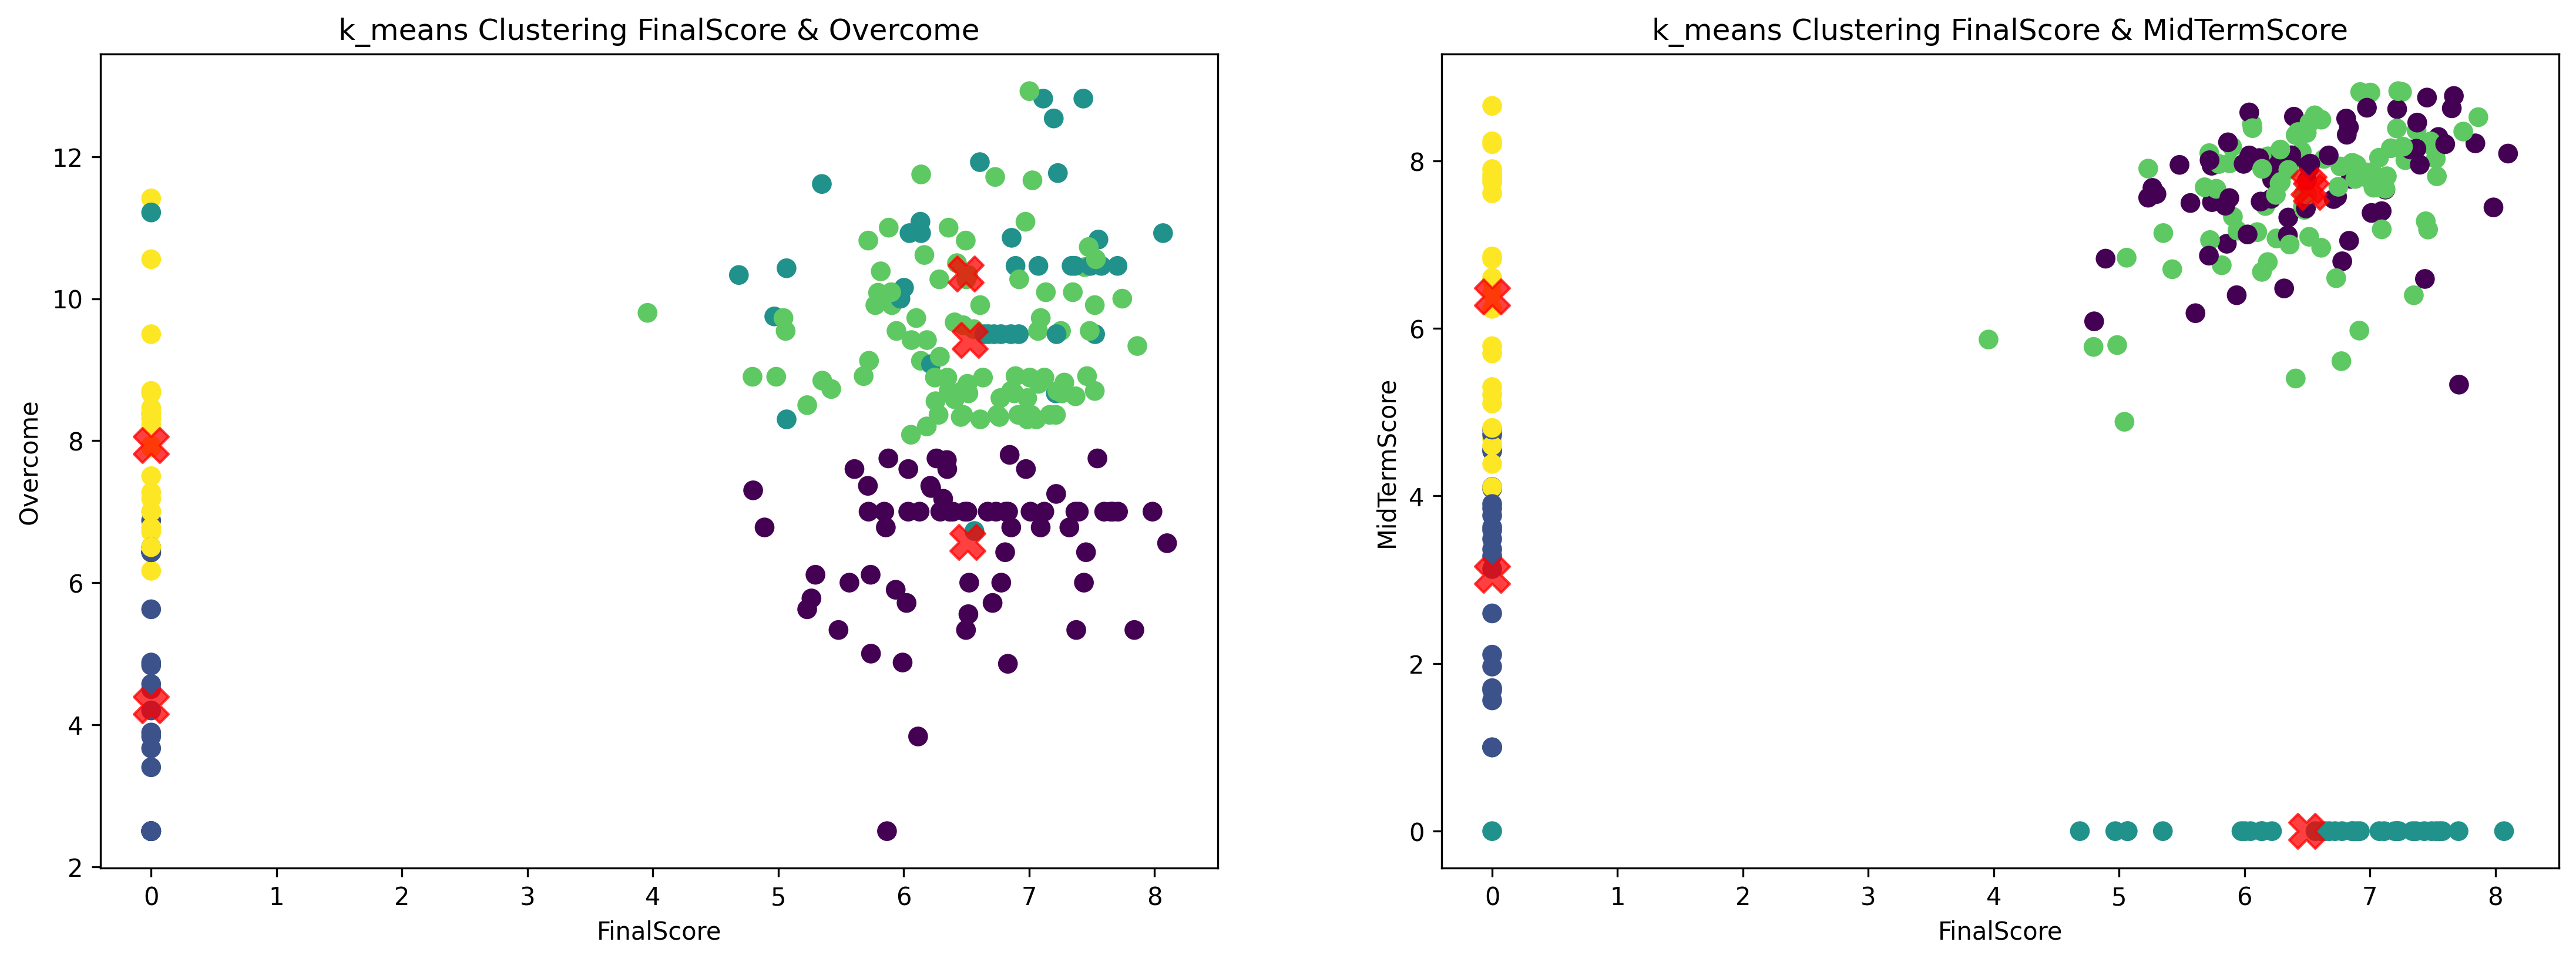 k_means Clustering FinalScore & Overcome
12
10
8
6
4
2
Overcome
0 1 2 3 4 5 6 7 8
FinalScore
k_means Clustering FinalScore & MidTermScore
8
6
4
2
0
MidTermScore
0 1 2 3 4 5 6 7 8
FinalScore